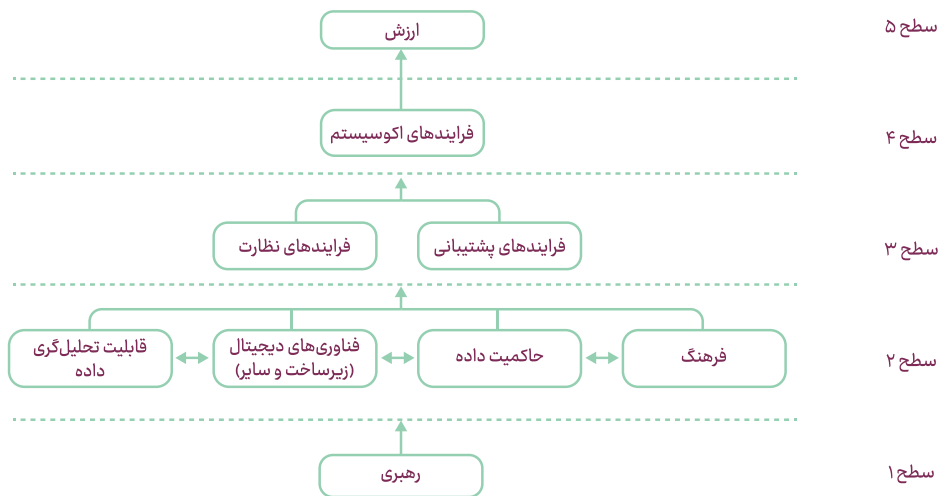 ارزش
سطح ۵
فرایندهای اکوسیستم
سطح ۴
فرایندهای پشتیبانی
فرایندهای نظارت
سطح ۳
فرهنگ
حاکمیت داده
فناوری‌های دیجیتال
(زیرساخت و سایر)
قابلیت تحلیل‌گری
داده
سطح ۲
رهبری
سطح ۱